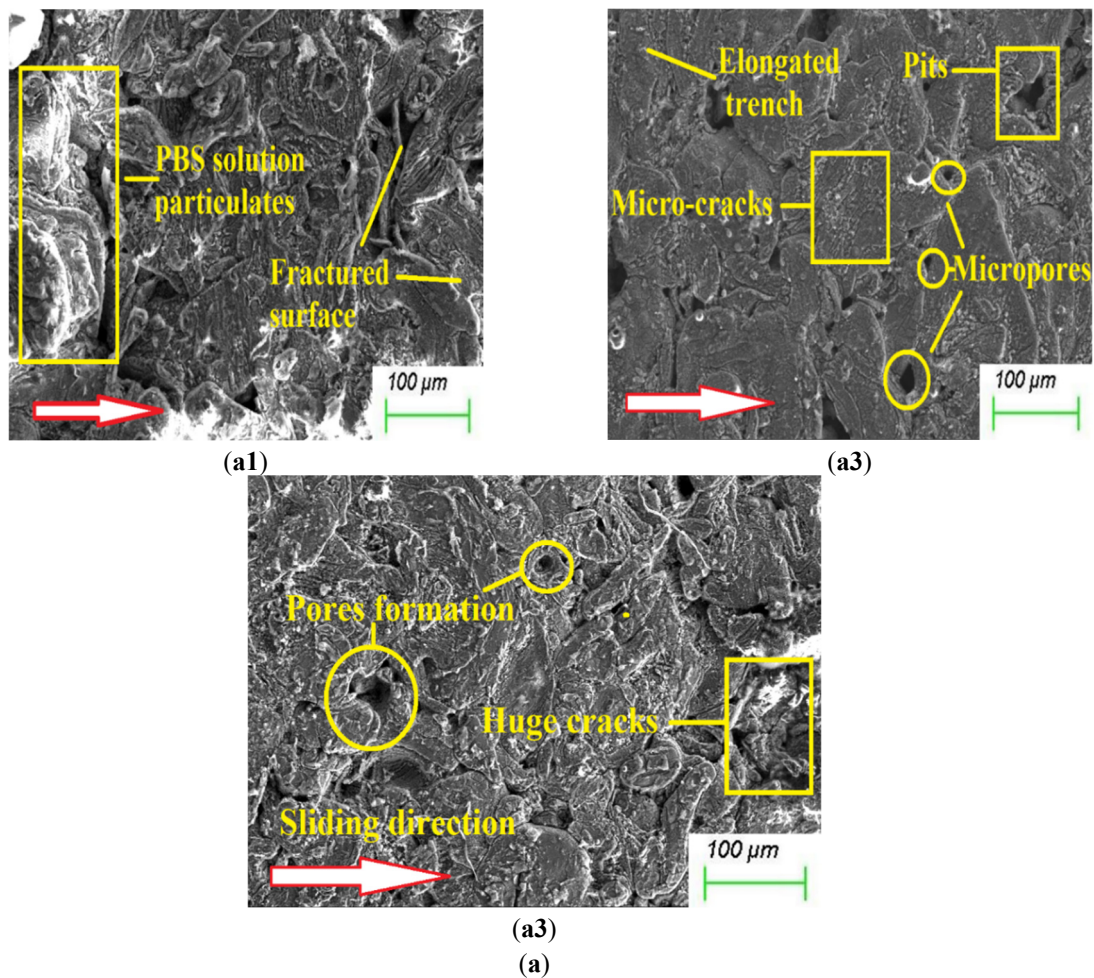 PBS solution
particulates
Fractured
surface
100 µm
(a1)
Elongated
trench
Pits
Micro-cracks
Micropores
100 µm
(a3)
Pores formation
Huge cracks
Sliding direction
100 µm
(a3)
(a)